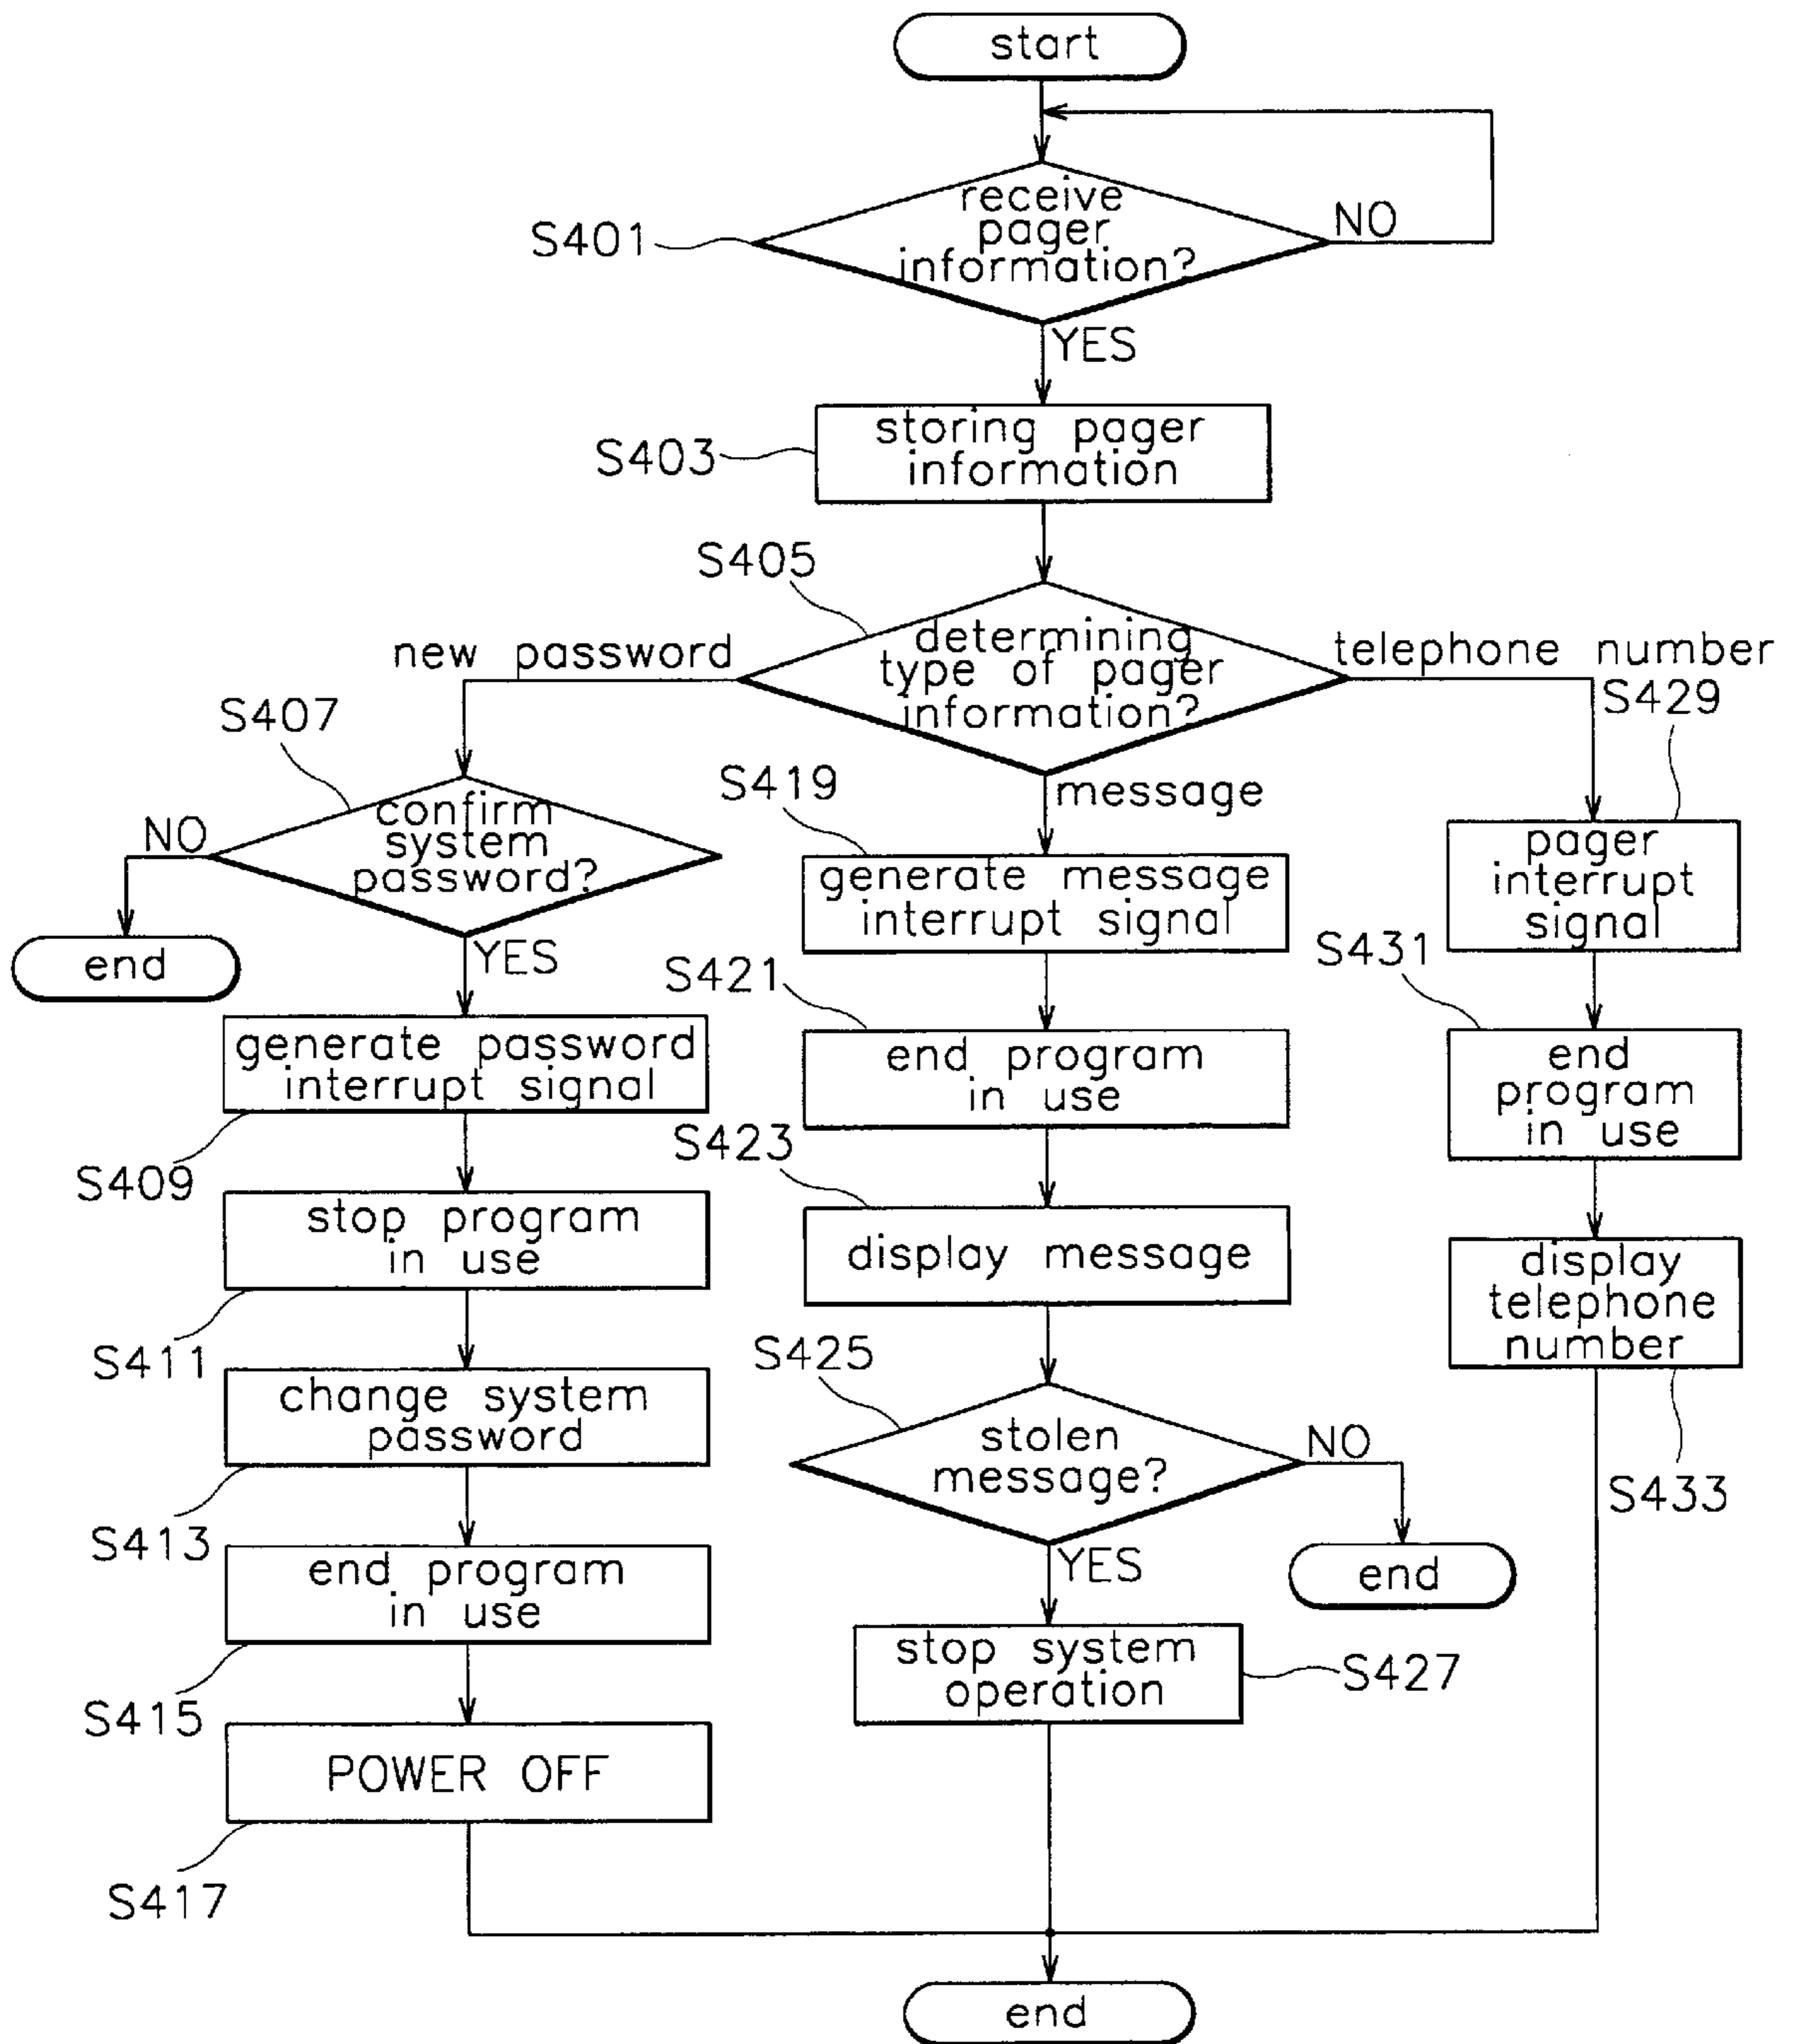 start
receive
pager
information?
S401
NO
YES
storing pager
information
S403
S405
determining
type of pager
information?
new password
telephone number
message
S407
confirm
system
password?
NO
end
YES
generate password
interrupt signal
S409
stop program
in use
S411
change system
password
S413
end program
in use
S415
POWER OFF
S417
S419
generate message
interrupt signal
S421
end program
in use
S423
display message
S425
stolen
message?
NO
end
YES
stop system
operation
S427
S429
pager
interrupt
signal
S431
end
program
in use
display
telephone
number
S433
end